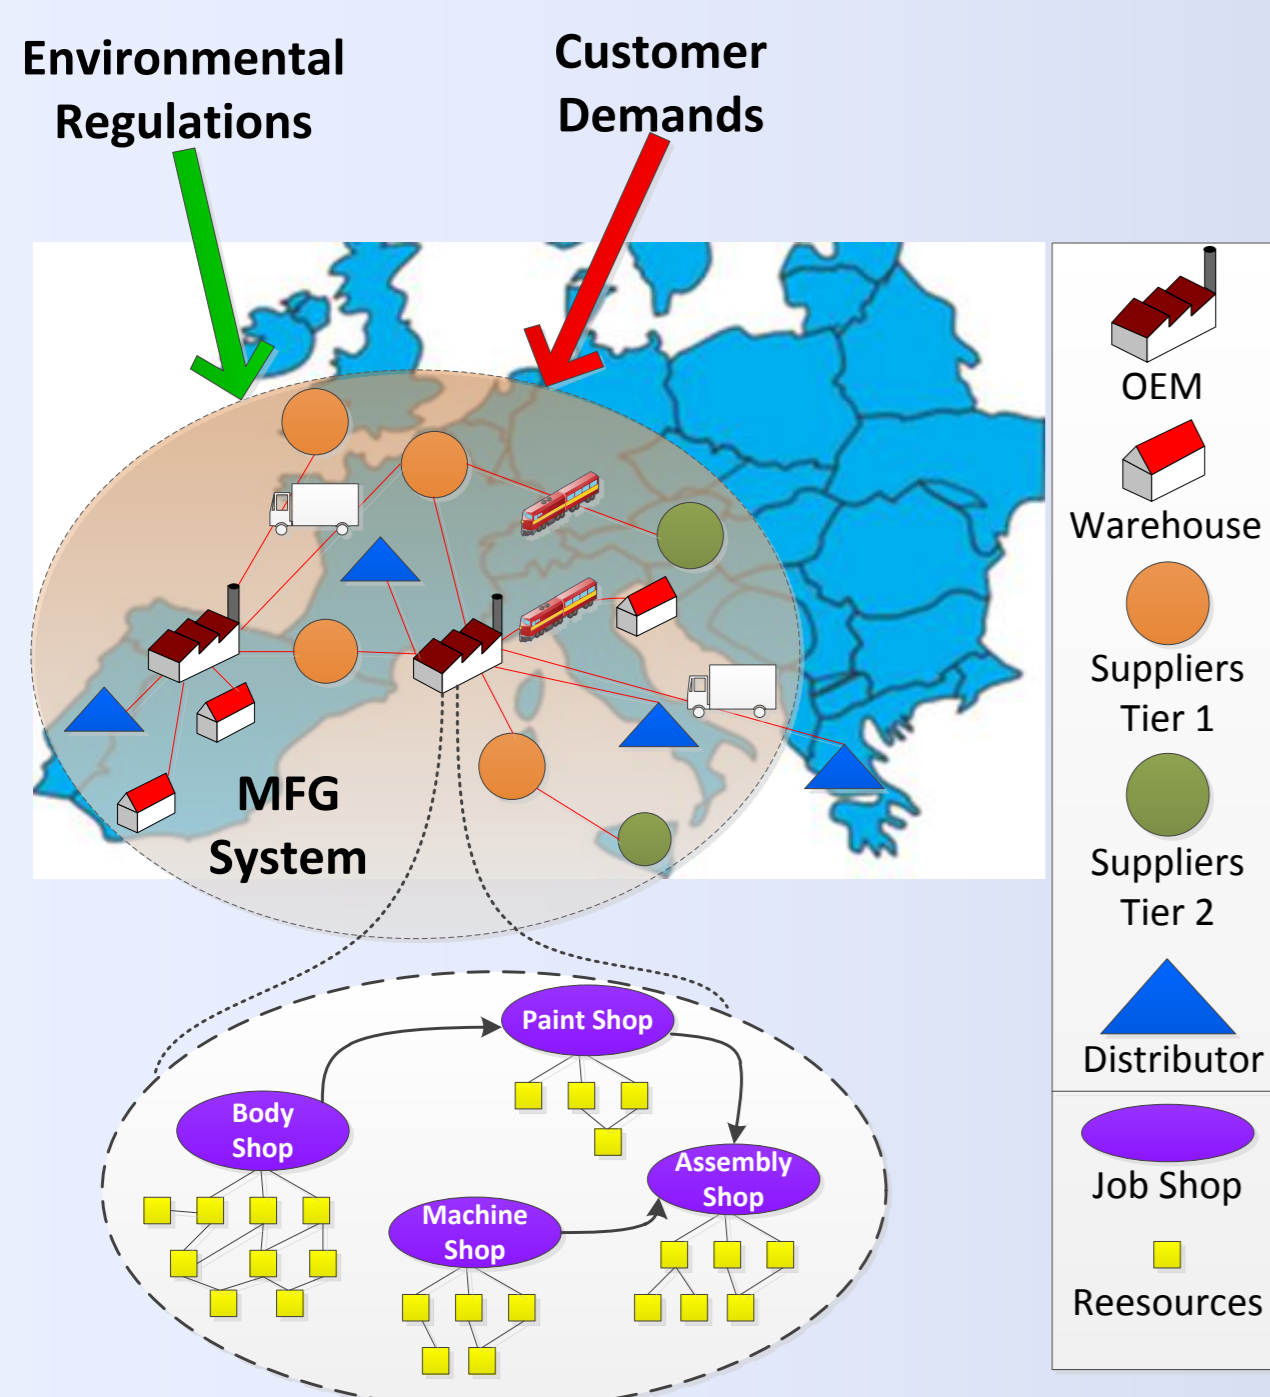 Environmental
Regulations
Customer
Demands
MFG
System
OEM
Warehouse
Suppliers
Tier 1
Suppliers
Tier 2
Distributor
Job Shop
Reesources
Paint Shop
Body
Shop
Assembly
Shop
Machine
Shop